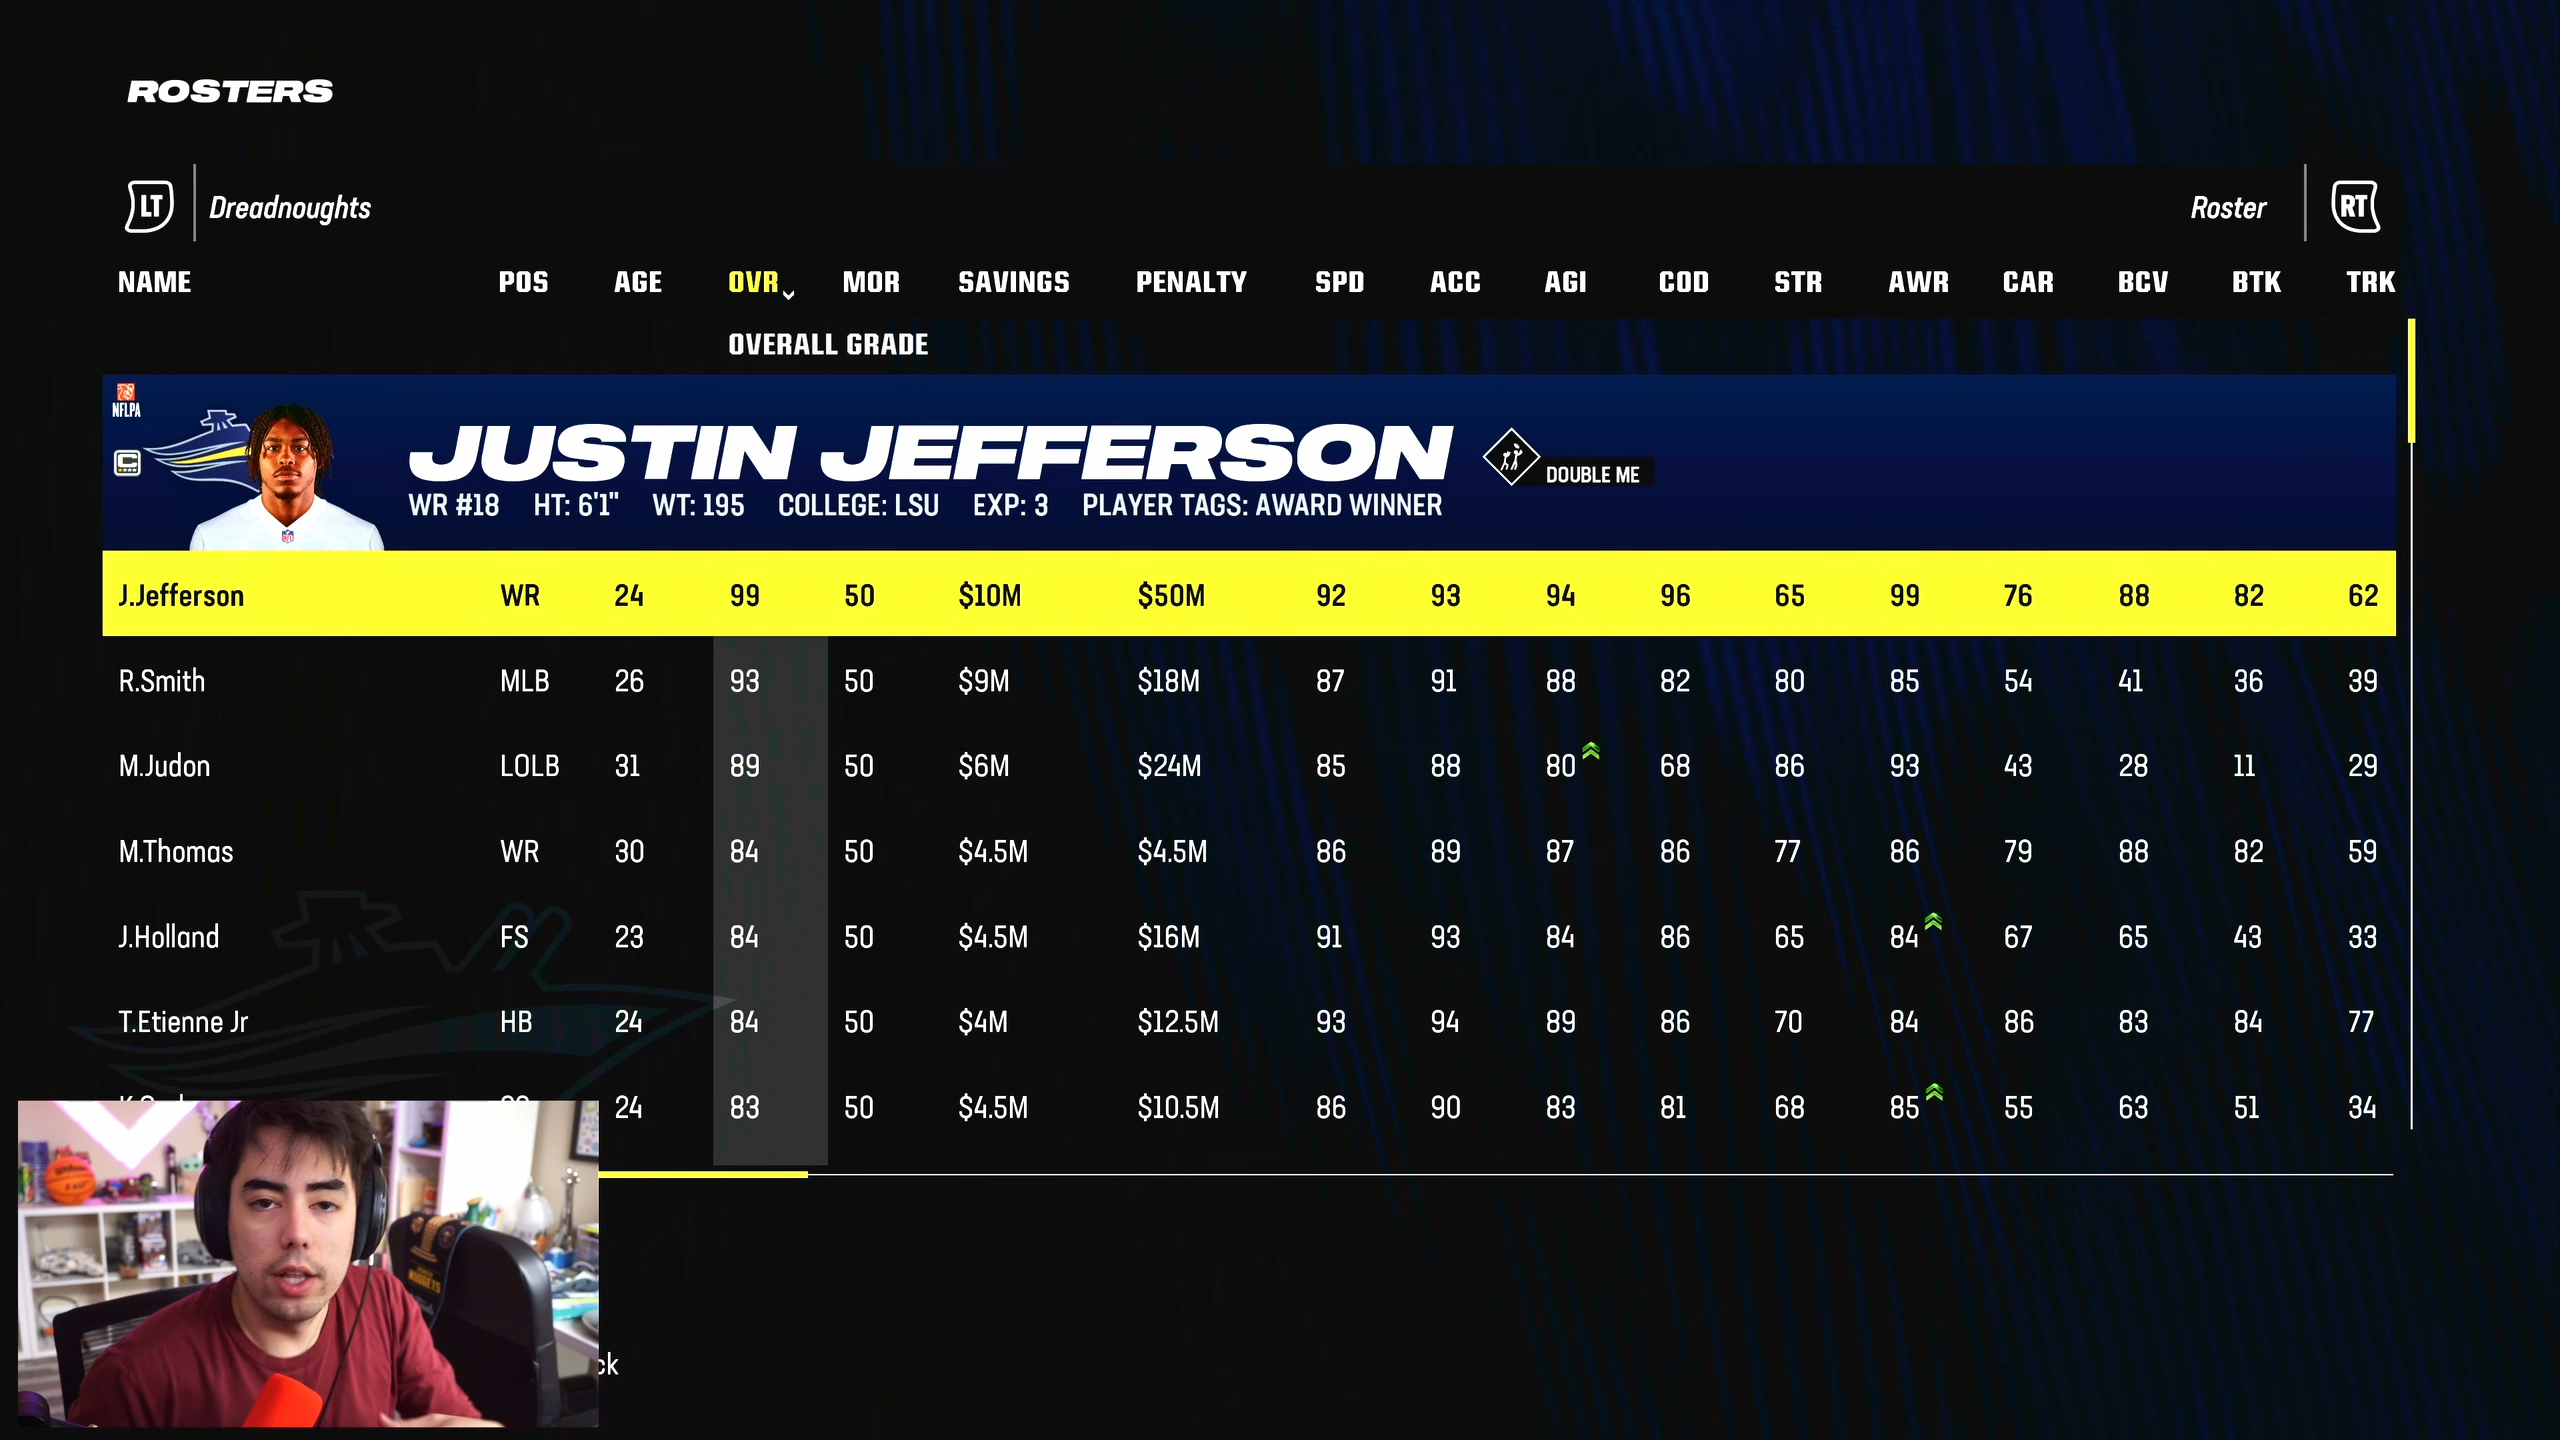 ROSTERS
LT Dreadnoughts Roster RT
NAME POS AGE OVR MOR SAVINGS PENALTY SPD ACC AGI COD STR AWR CAR BCV BTK TRK
OVERALL GRADE
NFLPA
C
JUSTIN JEFFERSON DOUBLE ME
WR #18 HT: 6'1" WT: 195 COLLEGE: LSU EXP: 3 PLAYER TAGS: AWARD WINNER
J.Jefferson WR 24 99 50 $10M $50M 92 93 94 96 65 99 76 88 82 62
R.Smith MLB 26 93 50 $9M $18M 87 91 88 82 80 85 54 41 36 39
M.Judon LOLB 31 89 50 $6M $24M 85 88 80 68 86 93 43 28 11 29
M.Thomas WR 30 84 50 $4.5M $4.5M 86 89 87 86 77 86 79 88 82 59
J.Holland FS 23 84 50 $4.5M $16M 91 93 84 86 65 84 67 65 43 33
T.Etienne Jr HB 24 84 50 $4M $12.5M 93 94 89 86 70 84 86 83 84 77
24 83 50 $4.5M $10.5M 86 90 83 81 68 85 55 63 51 34
NUGGETS
ck